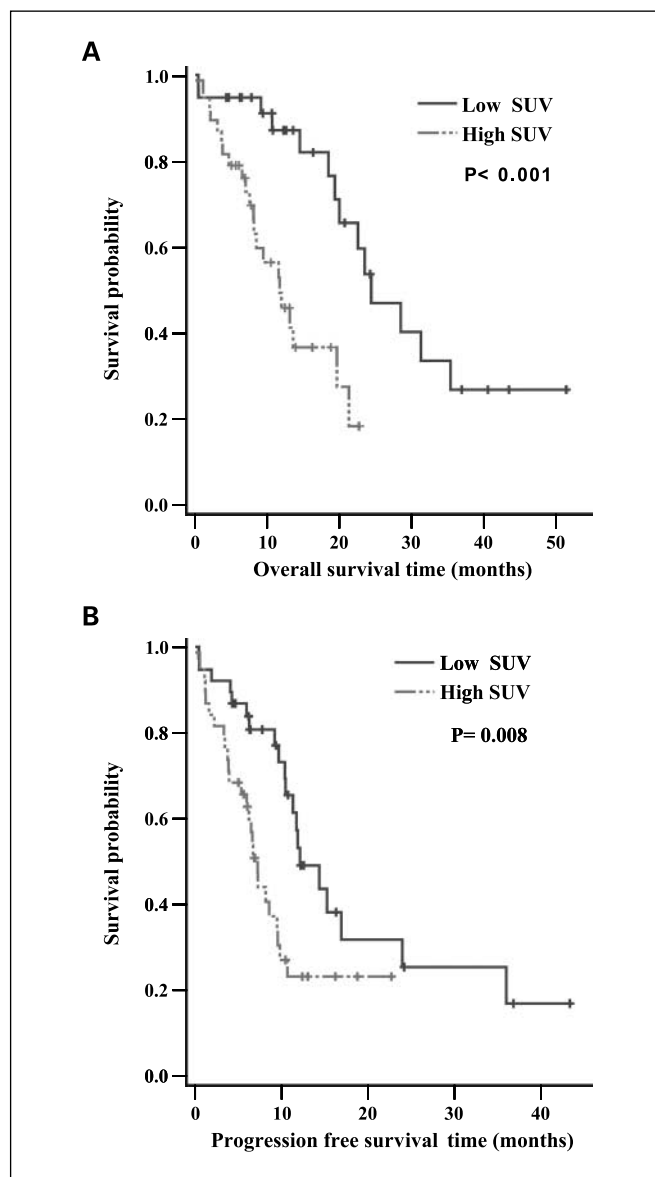 A
1.0
0.8
0.6
0.4
0.2
0.0
Survival probability
Low SUV
High SUV
P< 0.001
0 10 20 30 40 50
Overall survival time (months)
B
1.0
0.8
0.6
0.4
0.2
0.0
Survival probability
Low SUV
High SUV
P= 0.008
0 10 20 30 40
Progression free survival time (months)